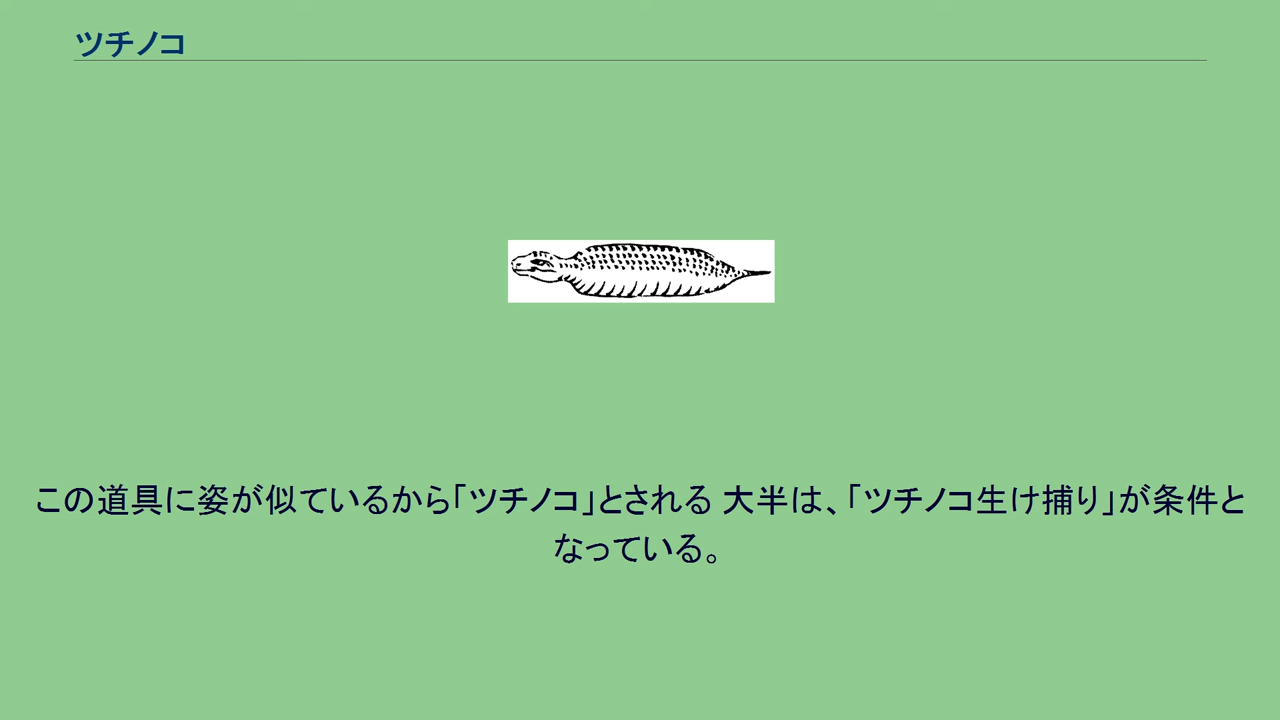 ツチノコ
この道具に姿が似ているから「ツチノコ」とされる 大半は、「ツチノコ生け捕り」が条件と
なっている。